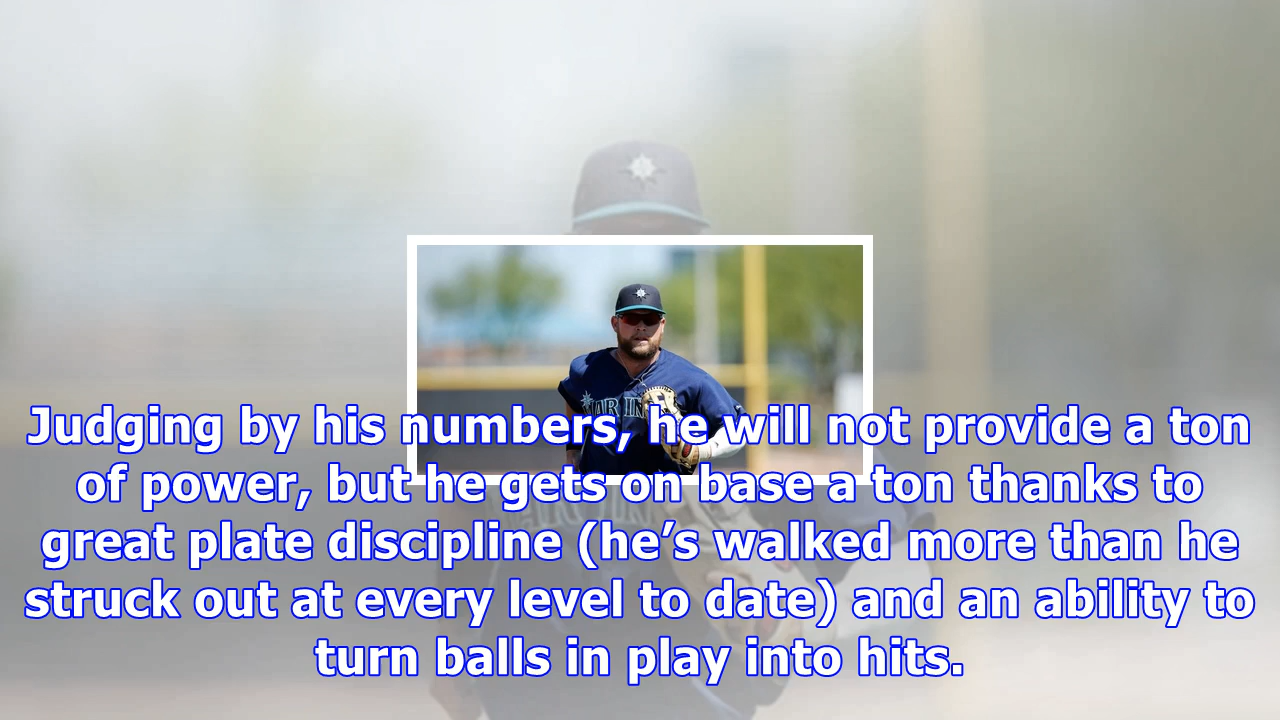 Judging by his numbers, he will not provide a ton
of power, but he gets on base a ton thanks to
great plate discipline (he’s walked more than he
struck out at every level to date) and an ability to
turn balls in play into hits.